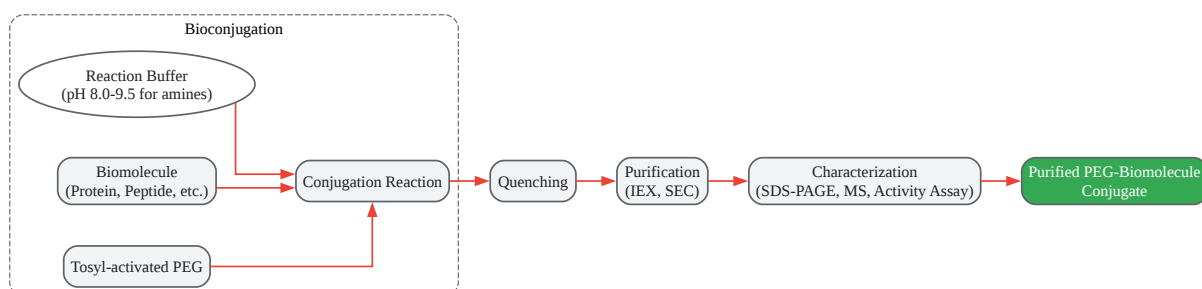 Bioconjugation
Reaction Buffer
(pH 8.0-9.5 for amines)
Biomolecule
(Protein, Peptide, etc.)
Tosyl-activated PEG
Conjugation Reaction
Quenching
Purification
(IEX, SEC)
Characterization
(SDS-PAGE, MS, Activity Assay)
Purified PEG-Biomolecule
Conjugate